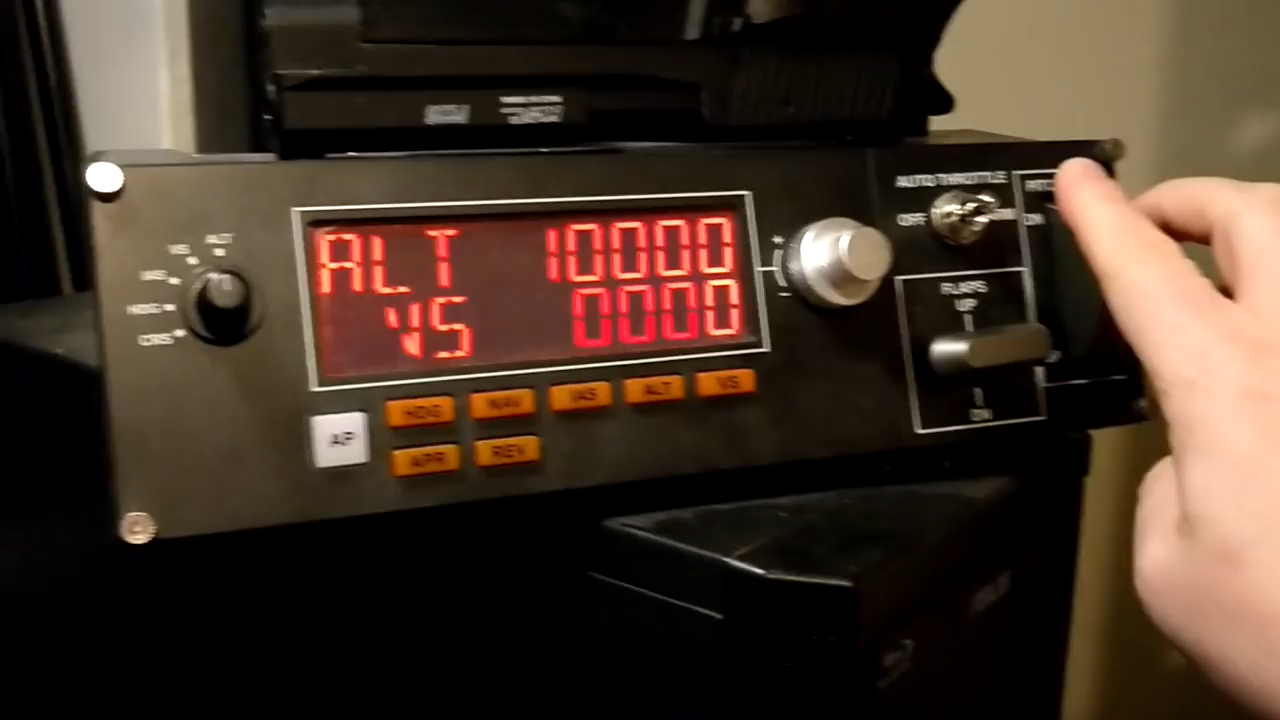 ALT 10000
VS 0000
ALT
VS
IAS
HDG
CRS
AP
HDG NAV IAS ALT VS
APR REV
AUTO THROTTLE
OFF
FLAPS
UP
DN
ON